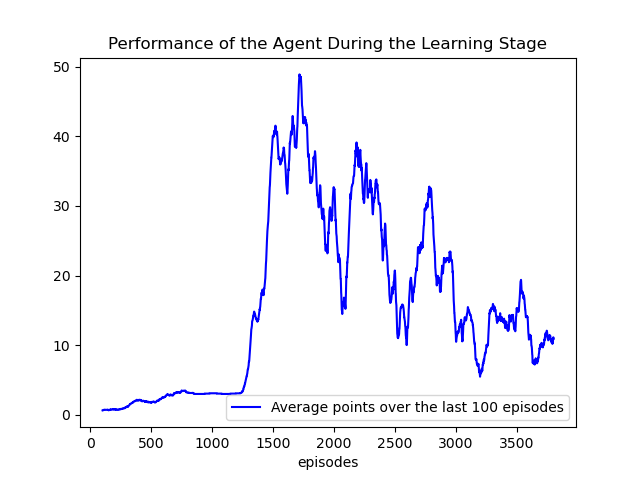 Performance of the Agent During the Learning Stage
50
40
30
20
10
0
Average points over the last 100 episodes
0 500 1000 1500 2000 2500 3000 3500
episodes